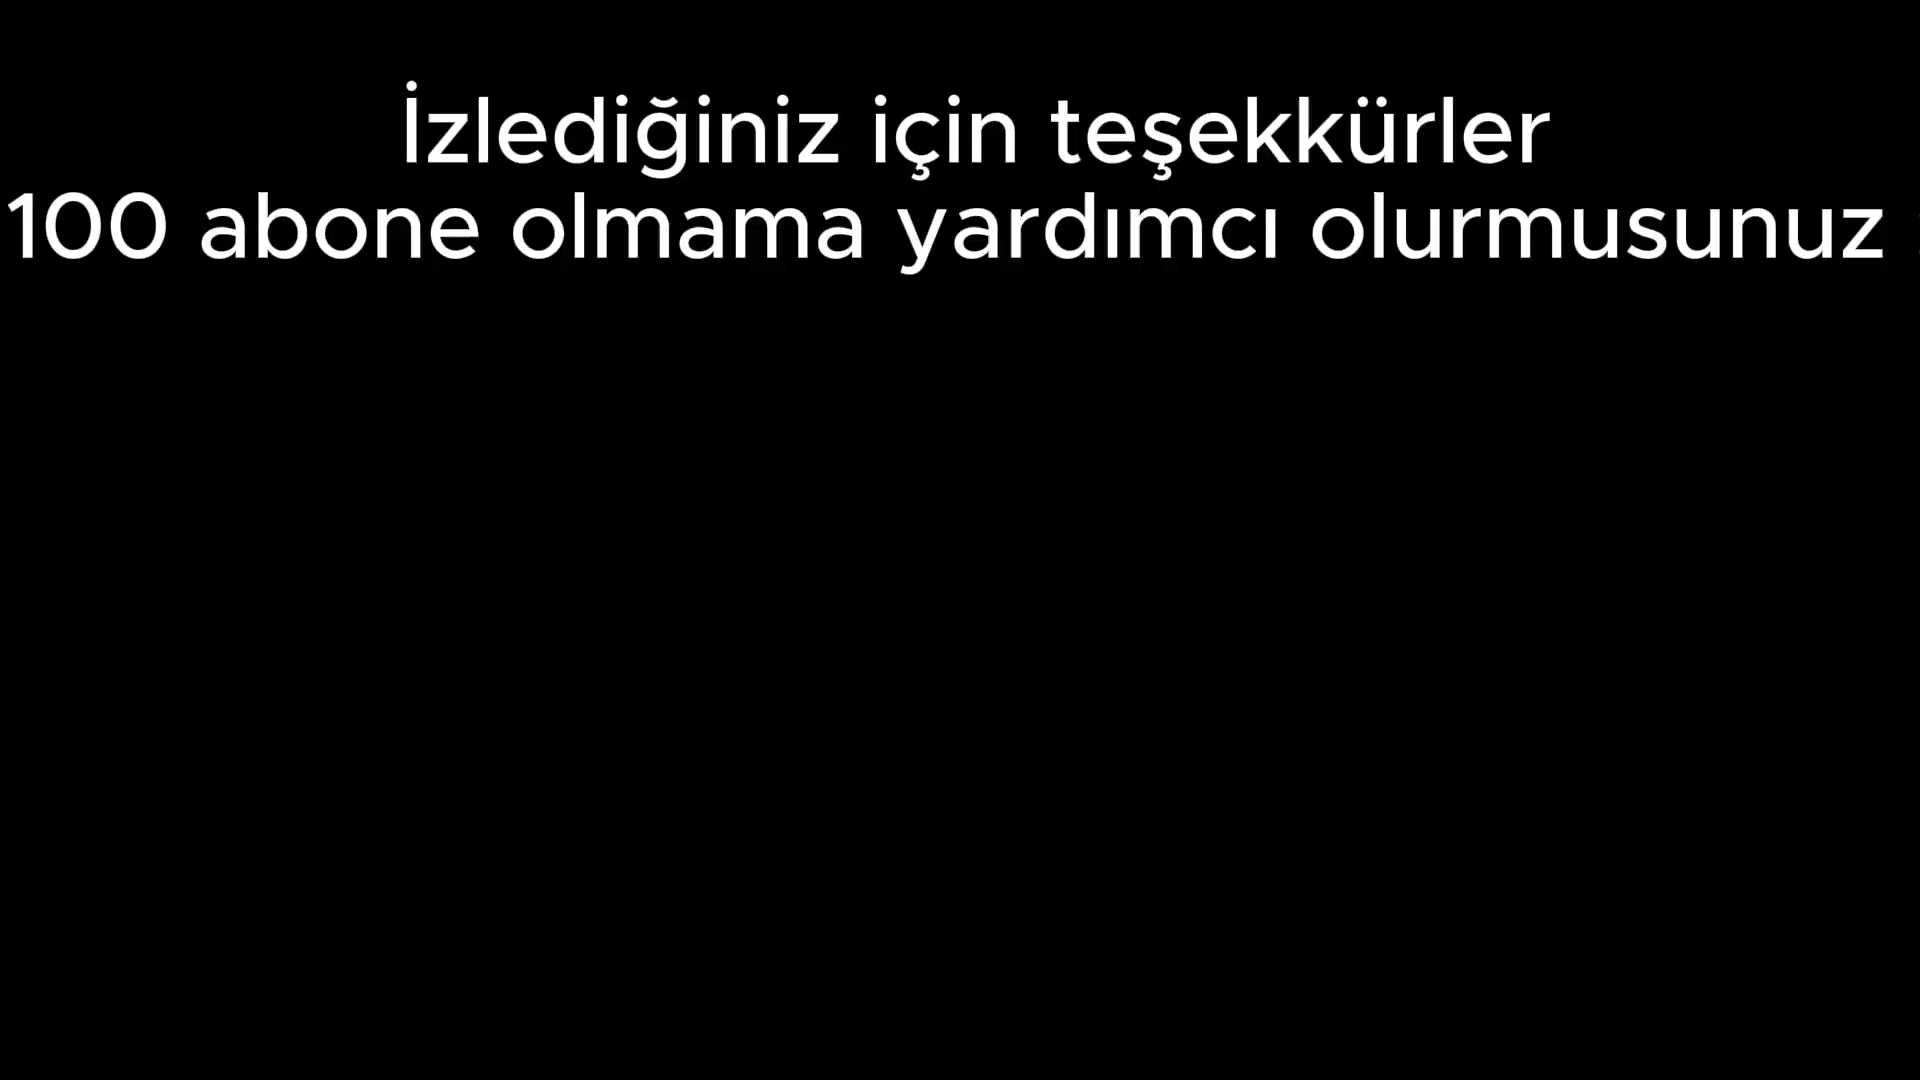 İzlediğiniz için teşekkürler
100 abone olmama yardımcı olurmusunuz